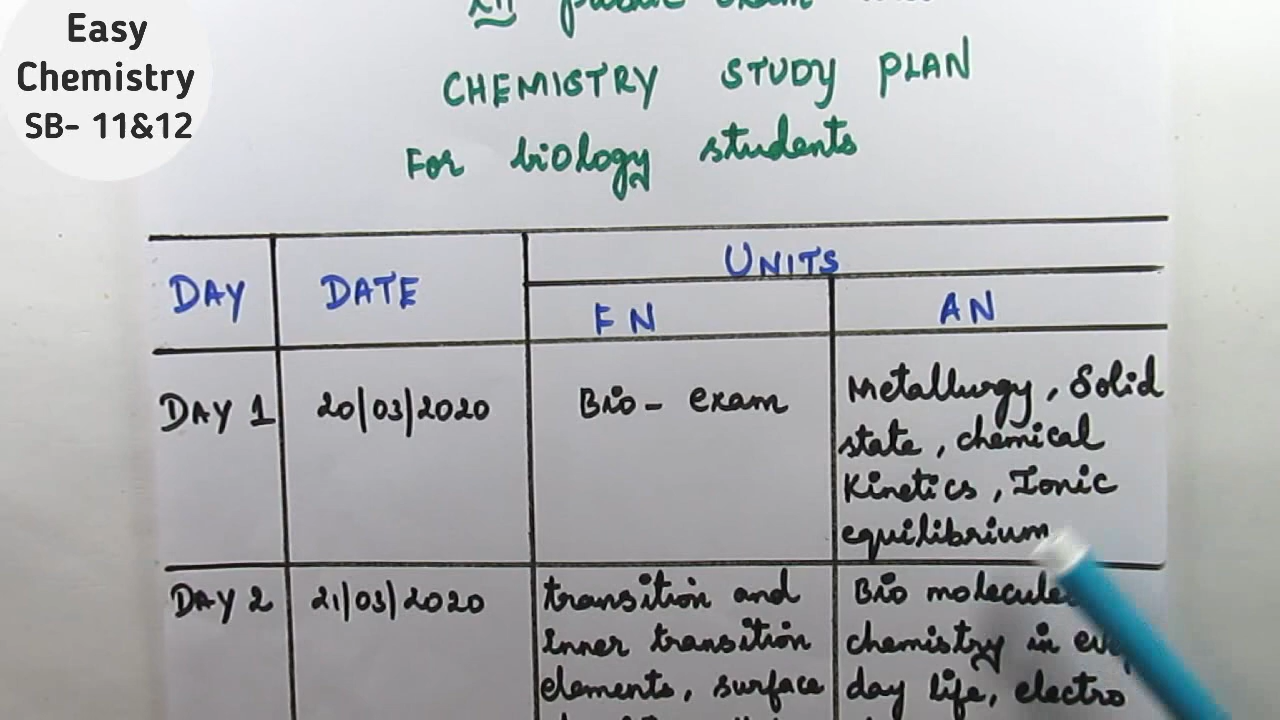 Easy
Chemistry
SB- 11&12
CHEMISTRY STUDY PLAN
For biology students
DAY
DATE
UNITS
FN
AN
DAY 1
20/03/2020
Bio - exam
Metallurgy, Solid
state, chemical
Kinetics, Ionic
equilibrium
DAY 2
21/03/2020
transition and
inner transition
elements, surface
Bio molecules
chemistry in every
day life, electro